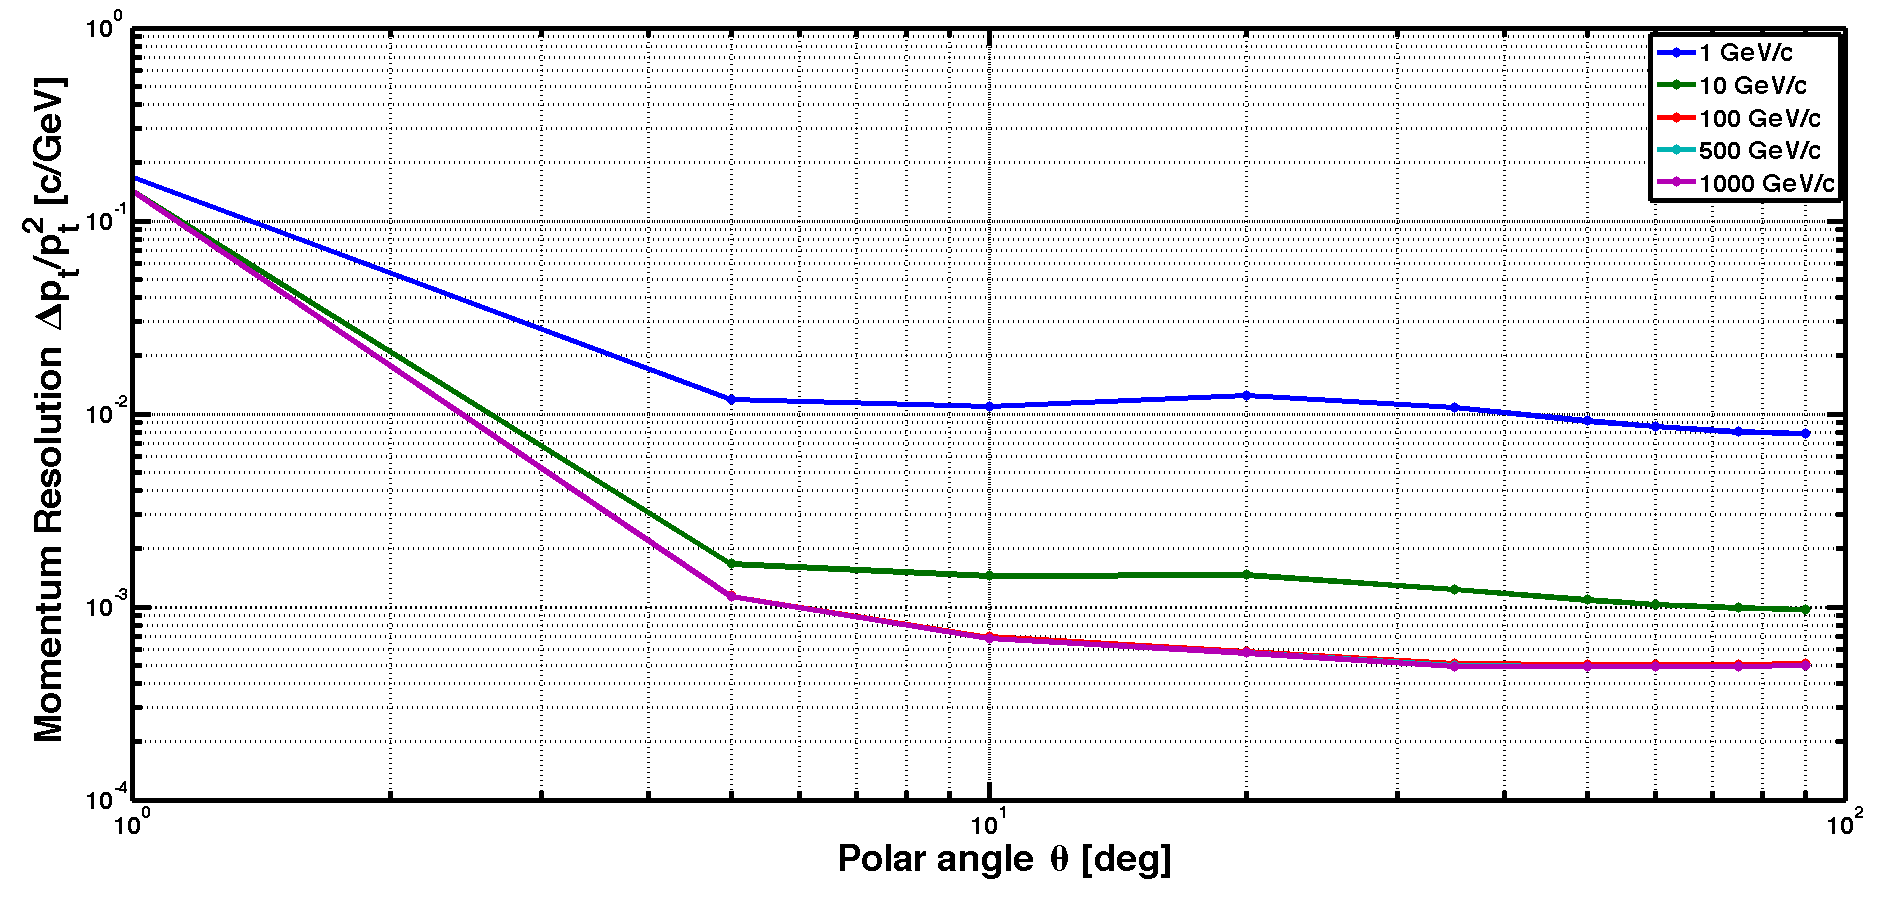 10^0
10^-1
10^-2
10^-3
10^-4
Momentum Resolution Δp_t/p_t^2 [c/GeV]
1 GeV/c
10 GeV/c
100 GeV/c
500 GeV/c
1000 GeV/c
10^0
10^1
10^2
Polar angle θ [deg]